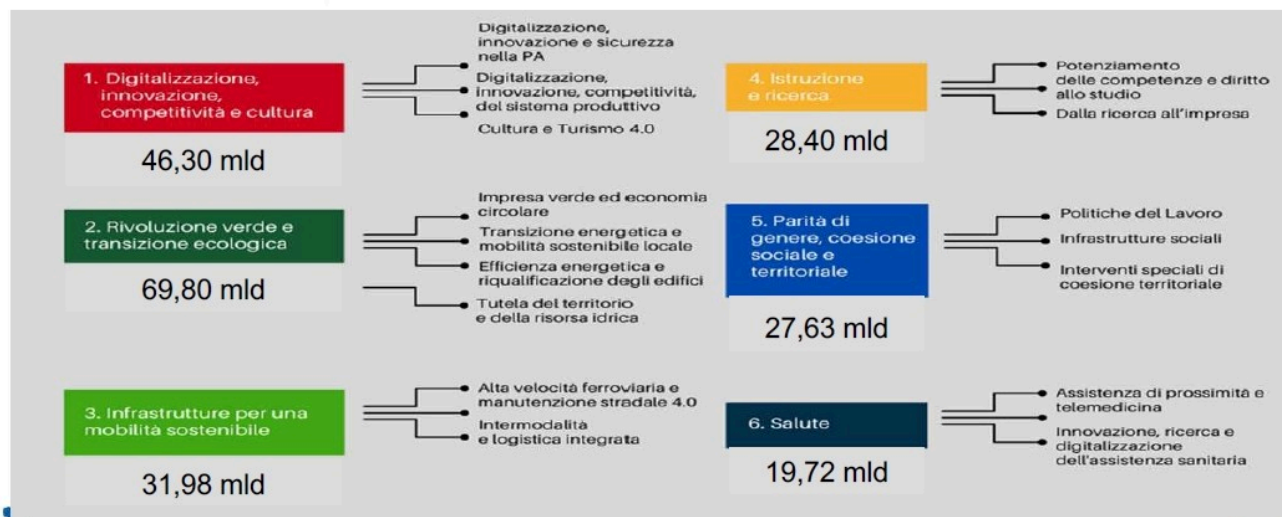 1. Digitalizzazione,
innovazione,
competitività e cultura
46,30 mld
Digitalizzazione,
innovazione e sicurezza
nella PA
Digitalizzazione,
innovazione, competitività,
del sistema produttivo
Cultura e Turismo 4.0
2. Rivoluzione verde e
transizione ecologica
69,80 mld
Impresa verde ed economia
circolare
Transizione energetica e
mobilità sostenibile locale
Efficienza energetica e
riqualificazione degli edifici
Tutela del territorio
e della risorsa idrica
3. Infrastrutture per una
mobilità sostenibile
31,98 mld
Alta velocità ferroviaria e
manutenzione stradale 4.0
Intermodalità
e logistica integrata
4. Istruzione
e ricerca
28,40 mld
Potenziamento
delle competenze e diritto
allo studio
Dalla ricerca all'impresa
5. Parità di
genere, coesione
sociale e
territoriale
27,63 mld
Politiche del Lavoro
Infrastrutture sociali
Interventi speciali di
coesione territoriale
6. Salute
19,72 mld
Assistenza di prossimità e
telemedicina
Innovazione, ricerca e
digitalizzazione
dell'assistenza sanitaria